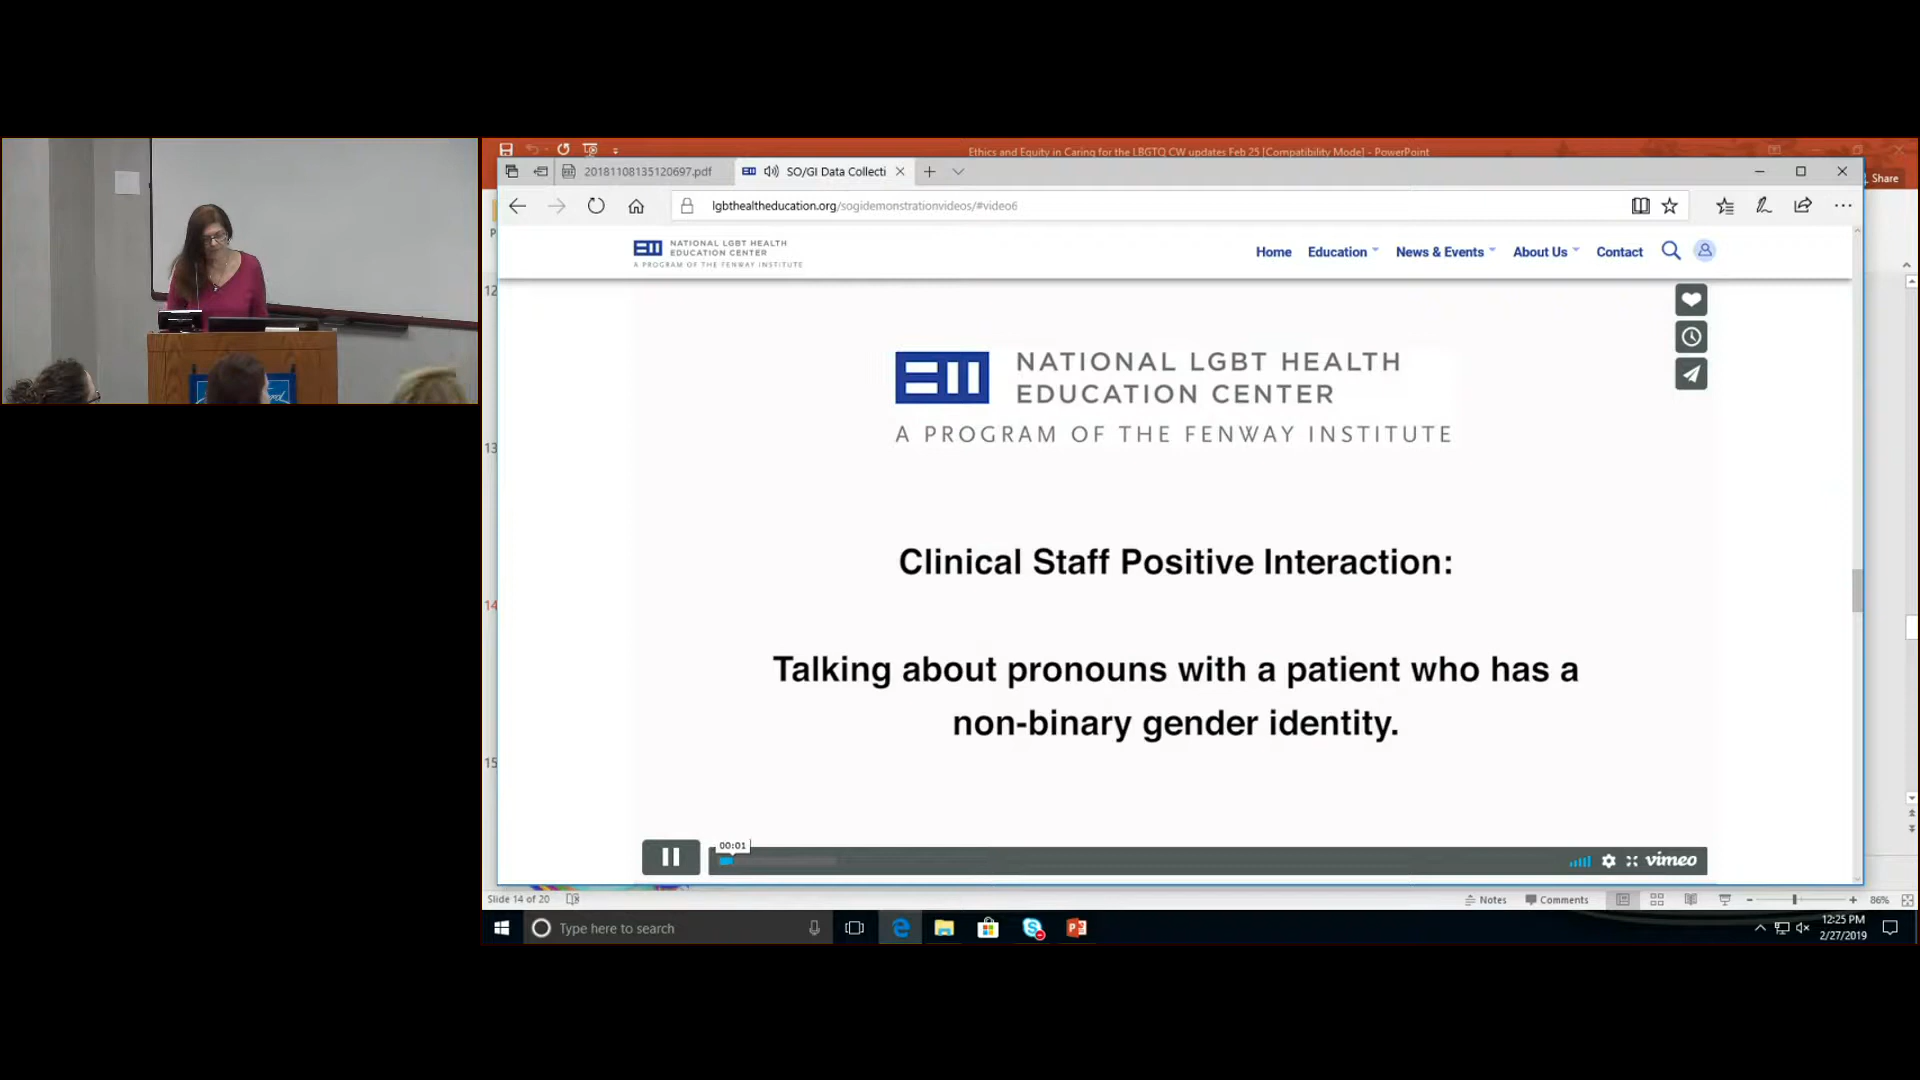 Ethics and Equity in Caring for the LBGTQ CW updates Feb 25 [Compatibility Mode] - PowerPoint
20181108135120697.pdf
SO/GI Data Collecti
Share
lgbthealtheducation.org/sogidemonstrationvideos/#video6
NATIONAL LGBT HEALTH
EDUCATION CENTER
A PROGRAM OF THE FENWAY INSTITUTE
Home Education News & Events About Us Contact
12
13
14
15
NATIONAL LGBT HEALTH
EDUCATION CENTER
A PROGRAM OF THE FENWAY INSTITUTE
Clinical Staff Positive Interaction:
Talking about pronouns with a patient who has a
non-binary gender identity.
00:01
vimeo
Slide 14 of 20
Notes Comments 86%
Type here to search
12:25 PM
2/27/2019